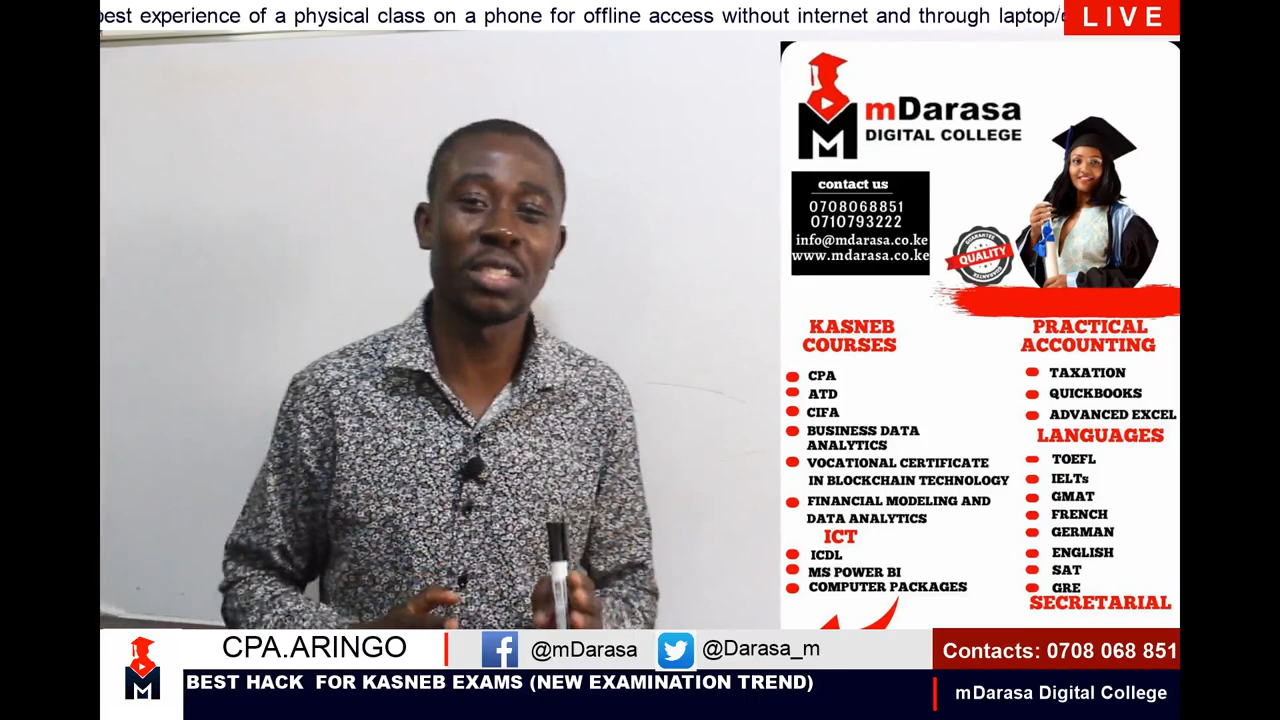 best experience of a physical class on a phone for offline access without internet and through laptop/
LIVE
mDarasa
DIGITAL COLLEGE
contact us
0708068851
0710793222
info@mdarasa.co.ke
www.mdarasa.co.ke
GUARANTEE
QUALITY
GUARANTEE
KASNEB
COURSES
CPA
ATD
CIFA
BUSINESS DATA
ANALYTICS
VOCATIONAL CERTIFICATE
IN BLOCKCHAIN TECHNOLOGY
FINANCIAL MODELING AND
DATA ANALYTICS
ICT
ICDL
MS POWER BI
COMPUTER PACKAGES
PRACTICAL
ACCOUNTING
TAXATION
QUICKBOOKS
ADVANCED EXCEL
LANGUAGES
TOEFL
IELTs
GMAT
FRENCH
GERMAN
ENGLISH
SAT
GRE
SECRETARIAL
CPA.ARINGO
@mDarasa
@Darasa_m
Contacts: 0708 068 851
BEST HACK FOR KASNEB EXAMS (NEW EXAMINATION TREND)
mDarasa Digital College